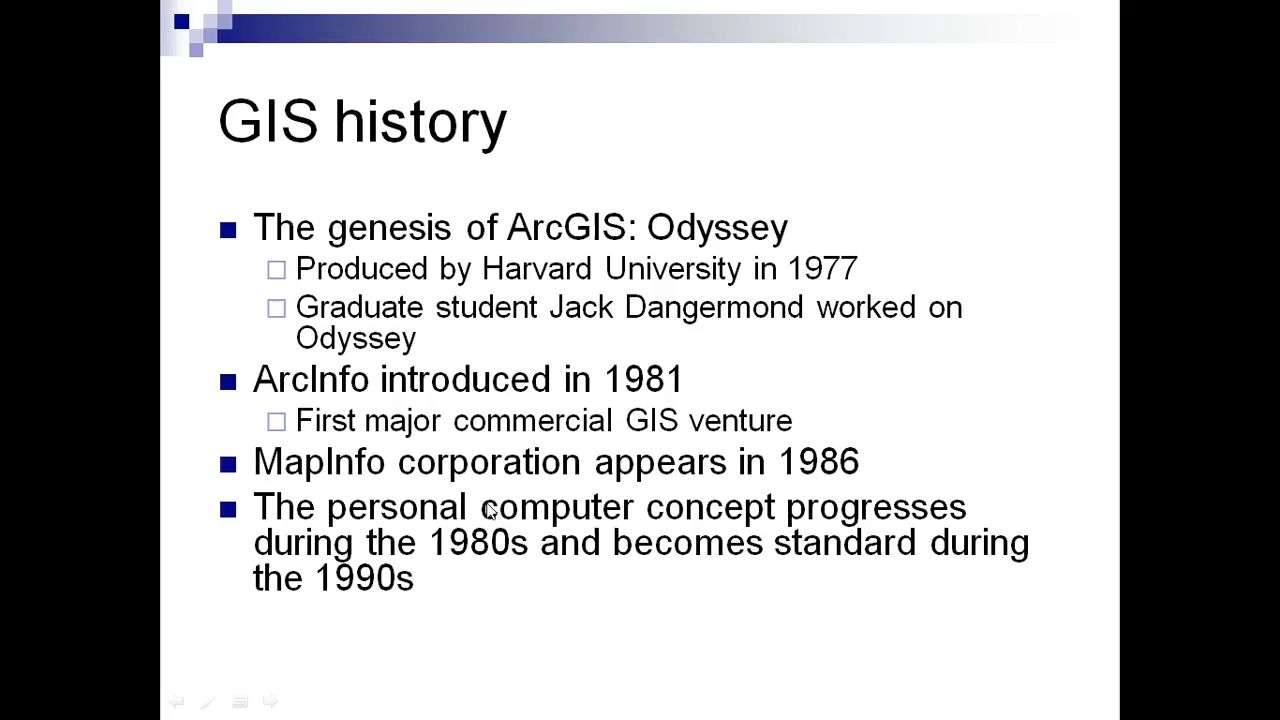 GIS history
The genesis of ArcGIS: Odyssey
Produced by Harvard University in 1977
Graduate student Jack Dangermond worked on
Odyssey
ArcInfo introduced in 1981
First major commercial GIS venture
MapInfo corporation appears in 1986
The personal computer concept progresses
during the 1980s and becomes standard during
the 1990s